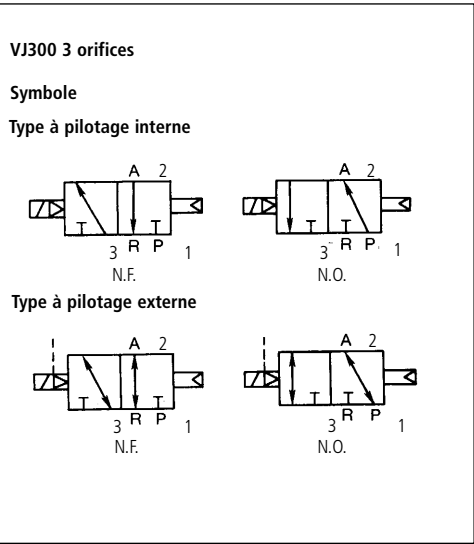 VJ300 3 orifices
Symbole
Type à pilotage interne
A 2
3 R P 1
N.F.
A 2
3 R P 1
N.O.
Type à pilotage externe
A 2
3 R P 1
N.F.
A 2
3 R P 1
N.O.